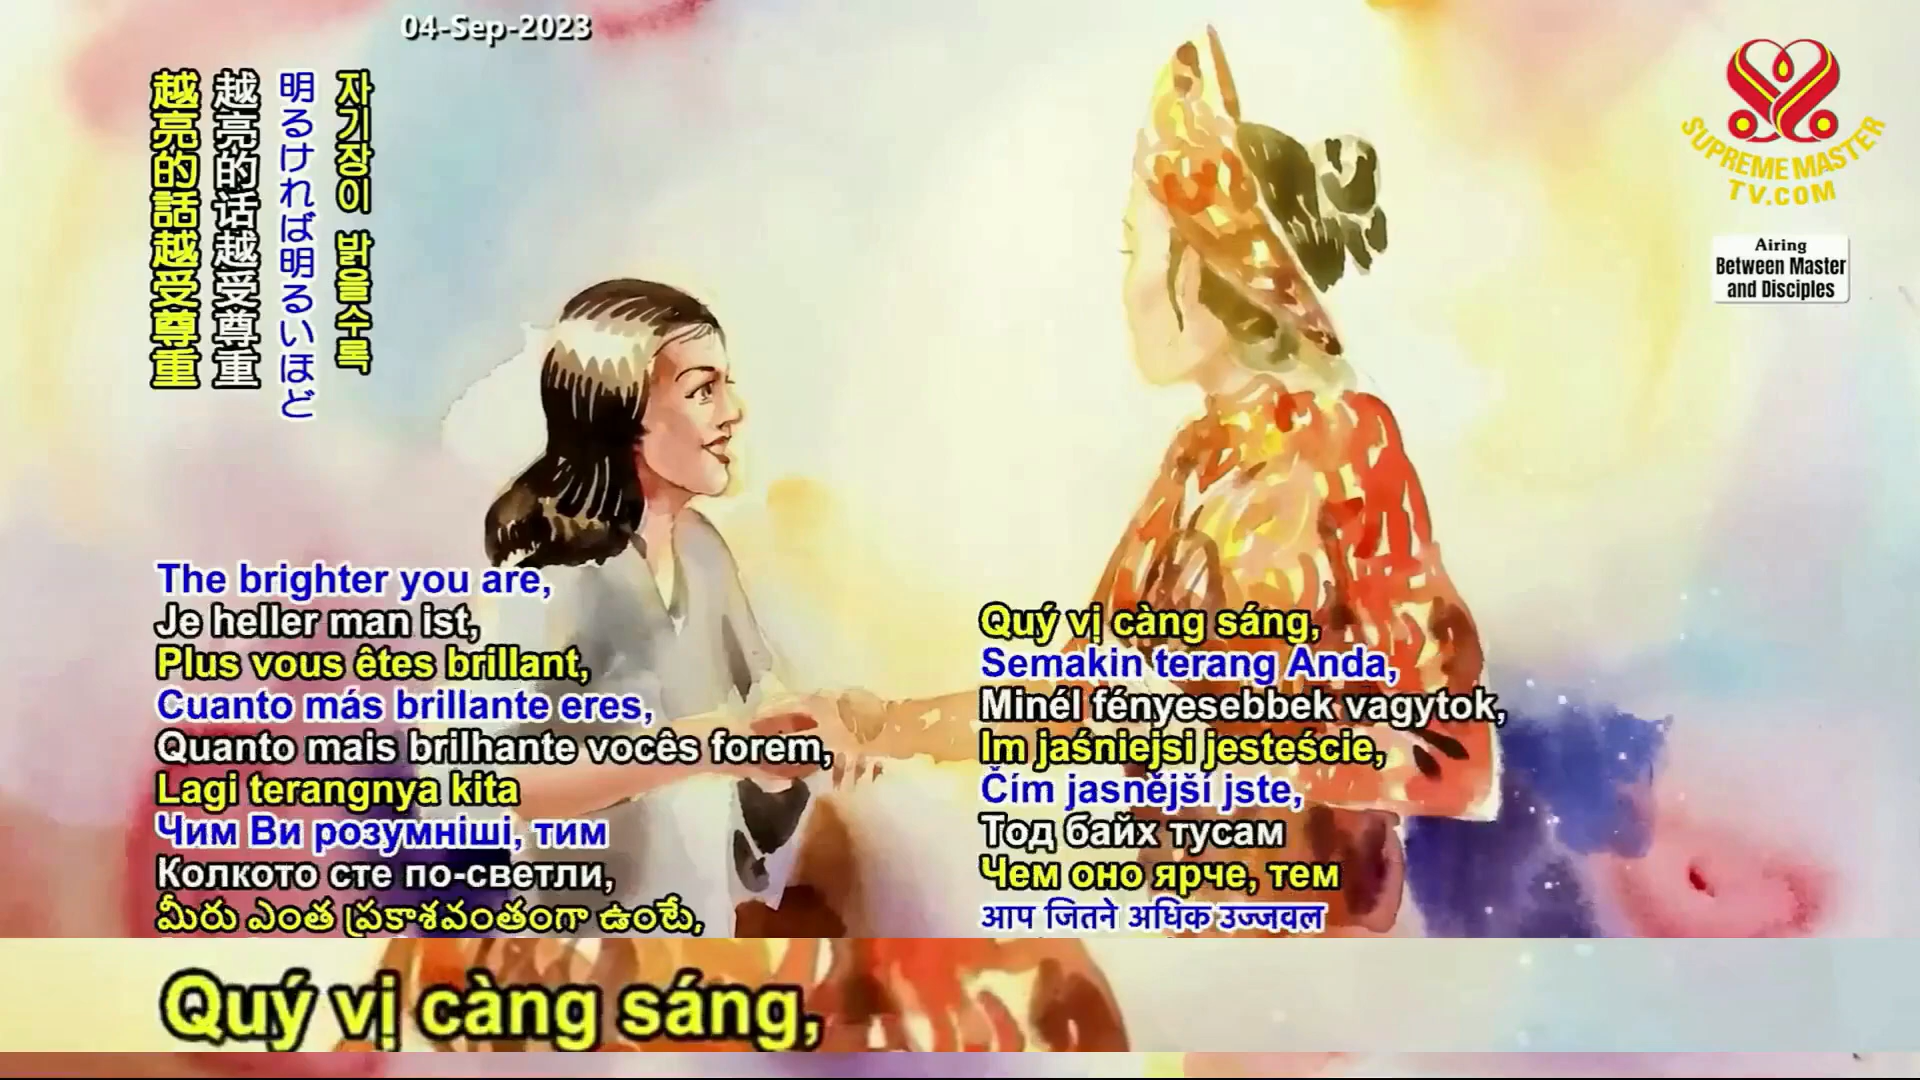 04-Sep-2023
越亮的話越受尊重
越亮的话越受尊重
明るければ明るいほど
자기장이 밝을수록
SUPREME MASTER
TV.COM
Airing
Between Master
and Disciples
The brighter you are,
Je heller man ist,
Plus vous êtes brillant,
Cuanto más brillante eres,
Quanto mais brilhante vocês forem,
Lagi terangnya kita
Чим Ви розумніші, тим
Колкото сте по-светли,
మీరు ఎంత ప్రకాశవంతంగా ఉంటే,
Quý vị càng sáng,
Semakin terang Anda,
Minél fényesebbek vagytok,
Im jaśniejsi jesteście,
Čím jasnější jste,
Тод байх тусам
Чем оно ярче, тем
आप जितने अधिक उज्जवल
Quý vị càng sáng,